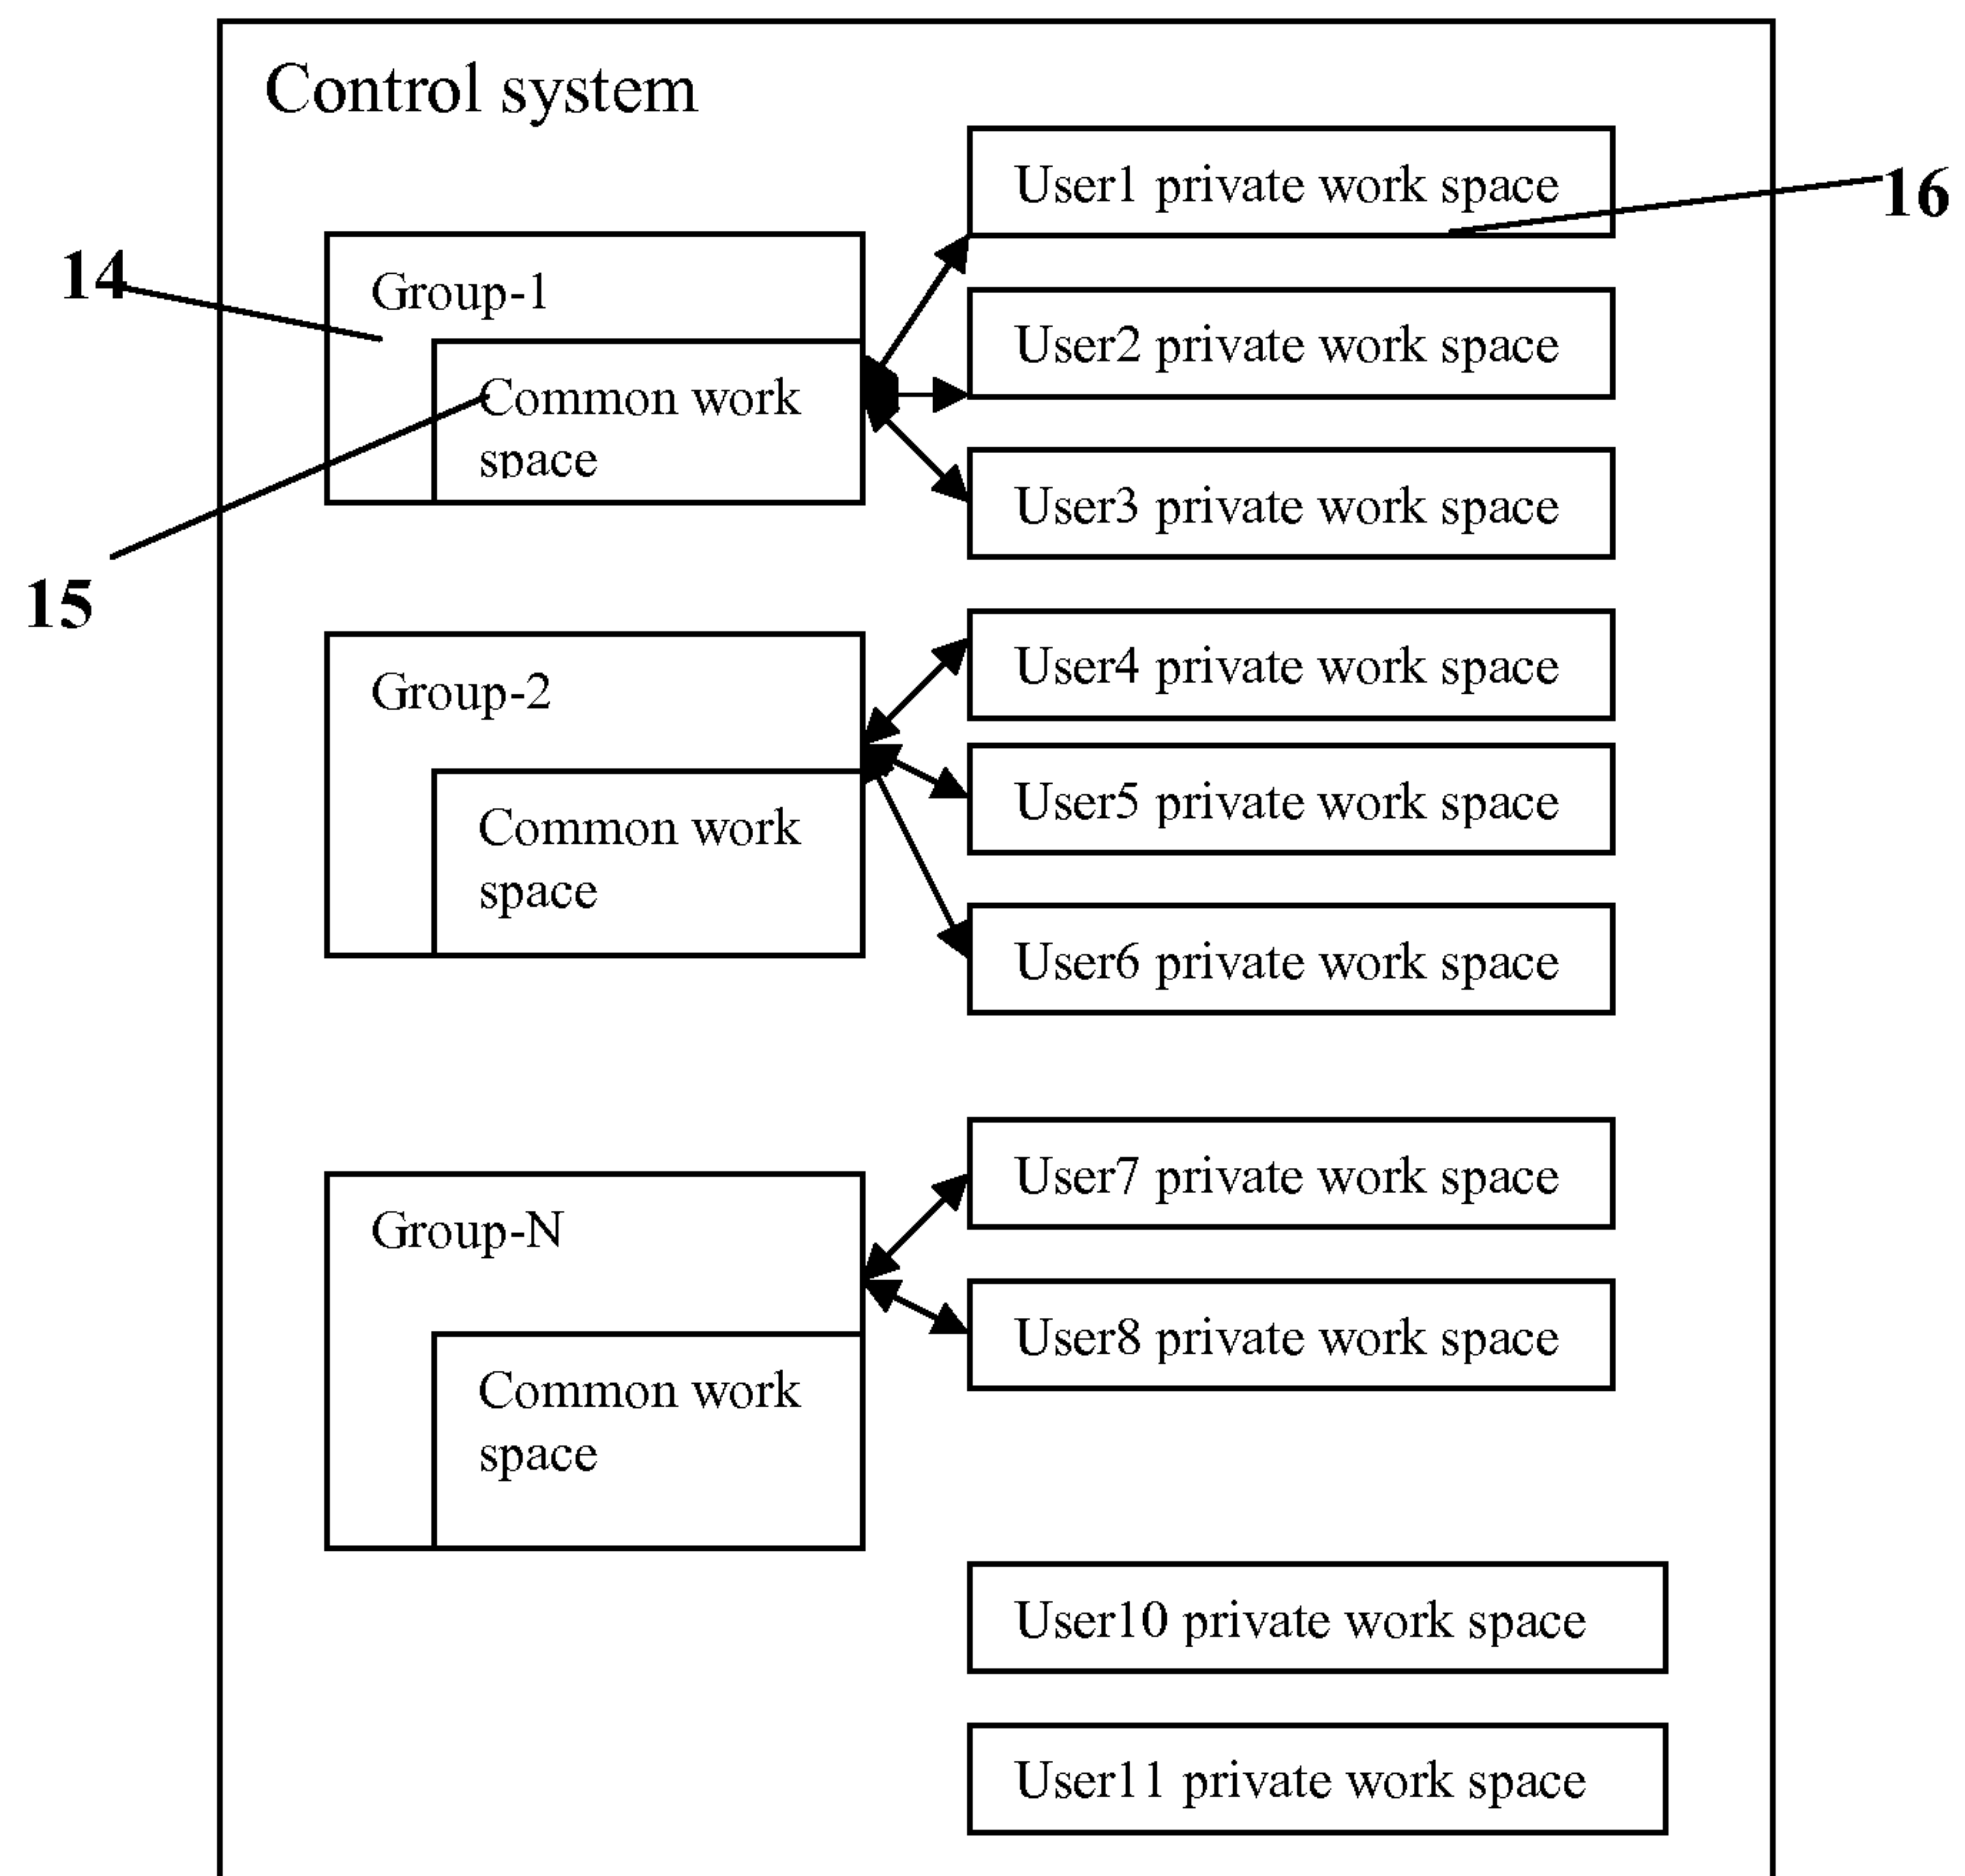 Control system
User1 private work space
16
14
Group-1
User2 private work space
Common work
space
User3 private work space
15
Group-2
User4 private work space
User5 private work space
Common work
space
User6 private work space
Group-N
User7 private work space
User8 private work space
Common work
space
User10 private work space
User11 private work space